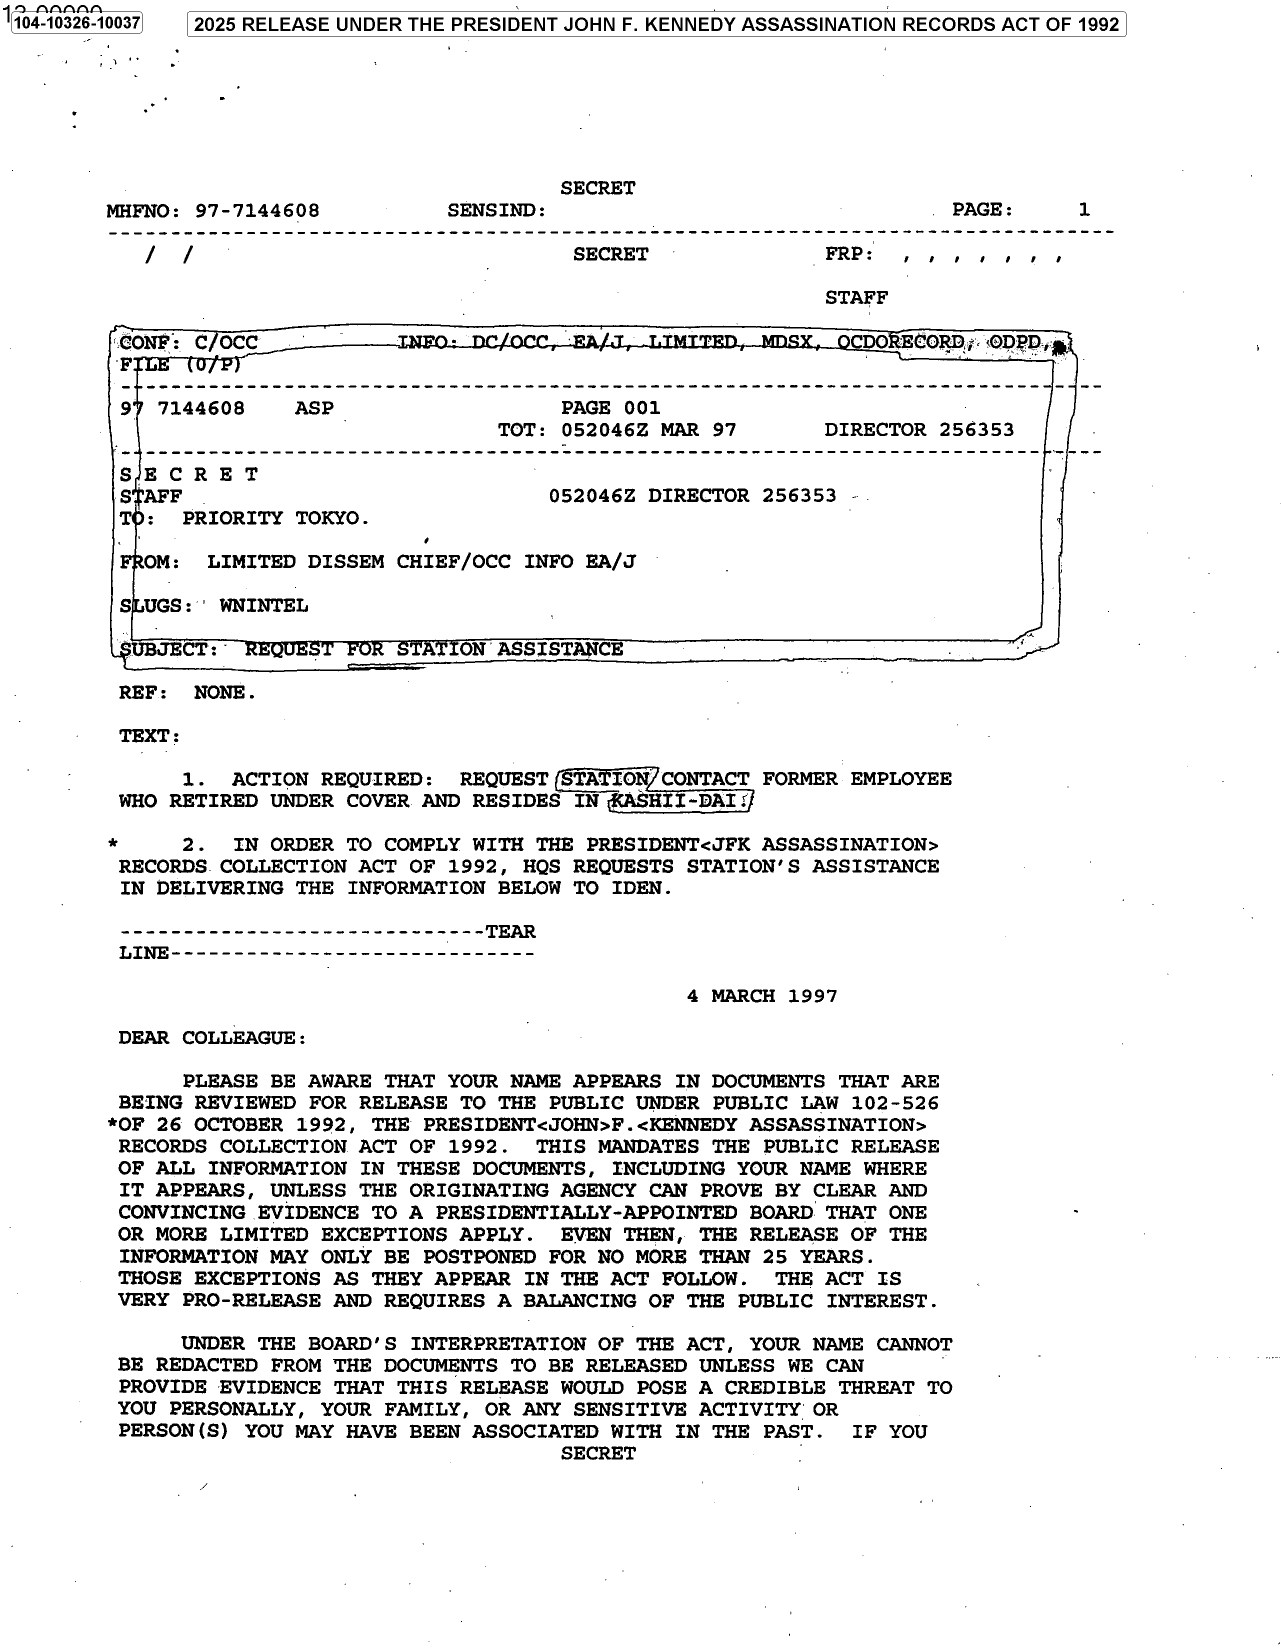 104-10326-10037
2025 RELEASE UNDER THE PRESIDENT JOHN F. KENNEDY ASSASSINATION RECORDS ACT OF 1992
SECRET
MHFNO: 97-7144608 SENSIND: PAGE: 1
/ / SECRET FRP: , , , , , , ,
STAFF
CONF: C/OCC INFO: DC/OCC, EA/J, LIMITED, MDSX, OCDORECORD, ODPD,
FILE (0/P)
97 7144608 ASP PAGE 001
TOT: 052046Z MAR 97 DIRECTOR 256353
S E C R E T
STAFF 052046Z DIRECTOR 256353
TO: PRIORITY TOKYO.
FROM: LIMITED DISSEM CHIEF/OCC INFO EA/J
SLUGS: WNINTEL
SUBJECT: REQUEST FOR STATION ASSISTANCE
REF: NONE.
TEXT:
1. ACTION REQUIRED: REQUEST STATION CONTACT FORMER EMPLOYEE
WHO RETIRED UNDER COVER AND RESIDES IN KASHII-DAI.
* 2. IN ORDER TO COMPLY WITH THE PRESIDENT<JFK ASSASSINATION>
RECORDS COLLECTION ACT OF 1992, HQS REQUESTS STATION'S ASSISTANCE
IN DELIVERING THE INFORMATION BELOW TO IDEN.
-----------------------------TEAR
LINE-----------------------------
4 MARCH 1997
DEAR COLLEAGUE:
PLEASE BE AWARE THAT YOUR NAME APPEARS IN DOCUMENTS THAT ARE
BEING REVIEWED FOR RELEASE TO THE PUBLIC UNDER PUBLIC LAW 102-526
*OF 26 OCTOBER 1992, THE PRESIDENT<JOHN>F.<KENNEDY ASSASSINATION>
RECORDS COLLECTION ACT OF 1992. THIS MANDATES THE PUBLIC RELEASE
OF ALL INFORMATION IN THESE DOCUMENTS, INCLUDING YOUR NAME WHERE
IT APPEARS, UNLESS THE ORIGINATING AGENCY CAN PROVE BY CLEAR AND
CONVINCING EVIDENCE TO A PRESIDENTIALLY-APPOINTED BOARD THAT ONE
OR MORE LIMITED EXCEPTIONS APPLY. EVEN THEN, THE RELEASE OF THE
INFORMATION MAY ONLY BE POSTPONED FOR NO MORE THAN 25 YEARS.
THOSE EXCEPTIONS AS THEY APPEAR IN THE ACT FOLLOW. THE ACT IS
VERY PRO-RELEASE AND REQUIRES A BALANCING OF THE PUBLIC INTEREST.
UNDER THE BOARD'S INTERPRETATION OF THE ACT, YOUR NAME CANNOT
BE REDACTED FROM THE DOCUMENTS TO BE RELEASED UNLESS WE CAN
PROVIDE EVIDENCE THAT THIS RELEASE WOULD POSE A CREDIBLE THREAT TO
YOU PERSONALLY, YOUR FAMILY, OR ANY SENSITIVE ACTIVITY OR
PERSON(S) YOU MAY HAVE BEEN ASSOCIATED WITH IN THE PAST. IF YOU
SECRET